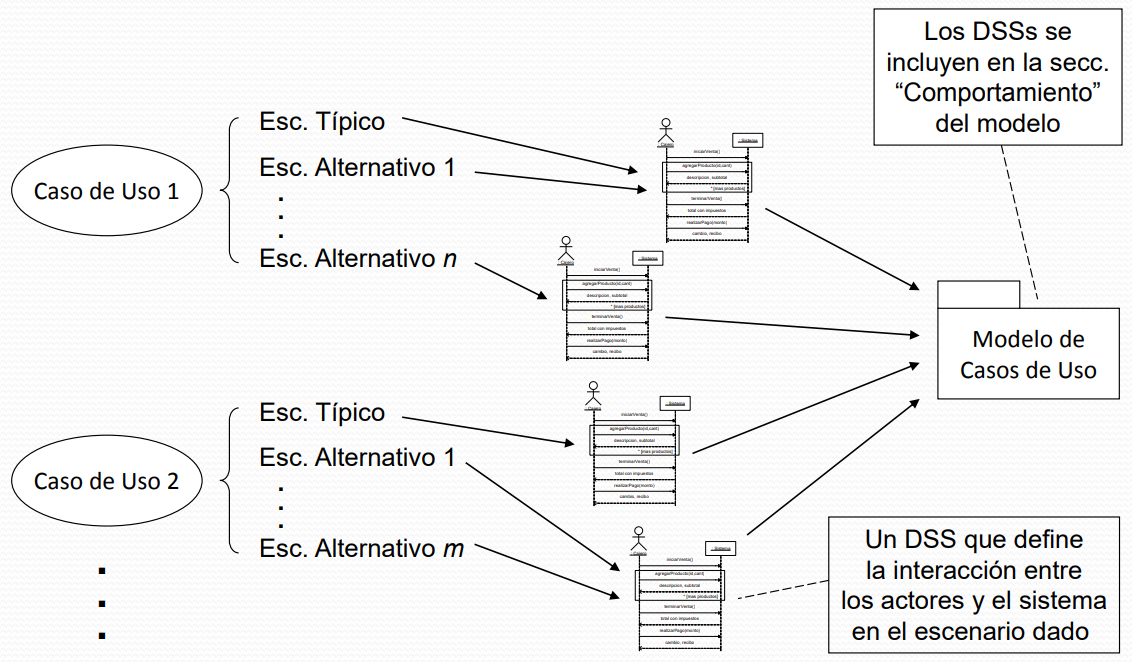 Los DSSs se
incluyen en la secc.
“Comportamiento”
del modelo
Caso de Uso 1
Esc. Típico
Esc. Alternativo 1
.
.
.
Esc. Alternativo n
Cajero
:Sistema
iniciarVenta()
agregarProducto(id,cant)
descripcion, subtotal
* [mas productos]
terminarVenta()
total con impuestos
realizarPago(monto)
cambio, recibo
Cajero
:Sistema
iniciarVenta()
agregarProducto(id,cant)
descripcion, subtotal
* [mas productos]
terminarVenta()
total con impuestos
realizarPago(monto)
cambio, recibo
Modelo de
Casos de Uso
Caso de Uso 2
Esc. Típico
Esc. Alternativo 1
.
.
.
Esc. Alternativo m
Cajero
:Sistema
iniciarVenta()
agregarProducto(id,cant)
descripcion, subtotal
* [mas productos]
terminarVenta()
total con impuestos
realizarPago(monto)
cambio, recibo
Cajero
:Sistema
iniciarVenta()
agregarProducto(id,cant)
descripcion, subtotal
* [mas productos]
terminarVenta()
total con impuestos
realizarPago(monto)
cambio, recibo
Un DSS que define
la interacción entre
los actores y el sistema
en el escenario dado